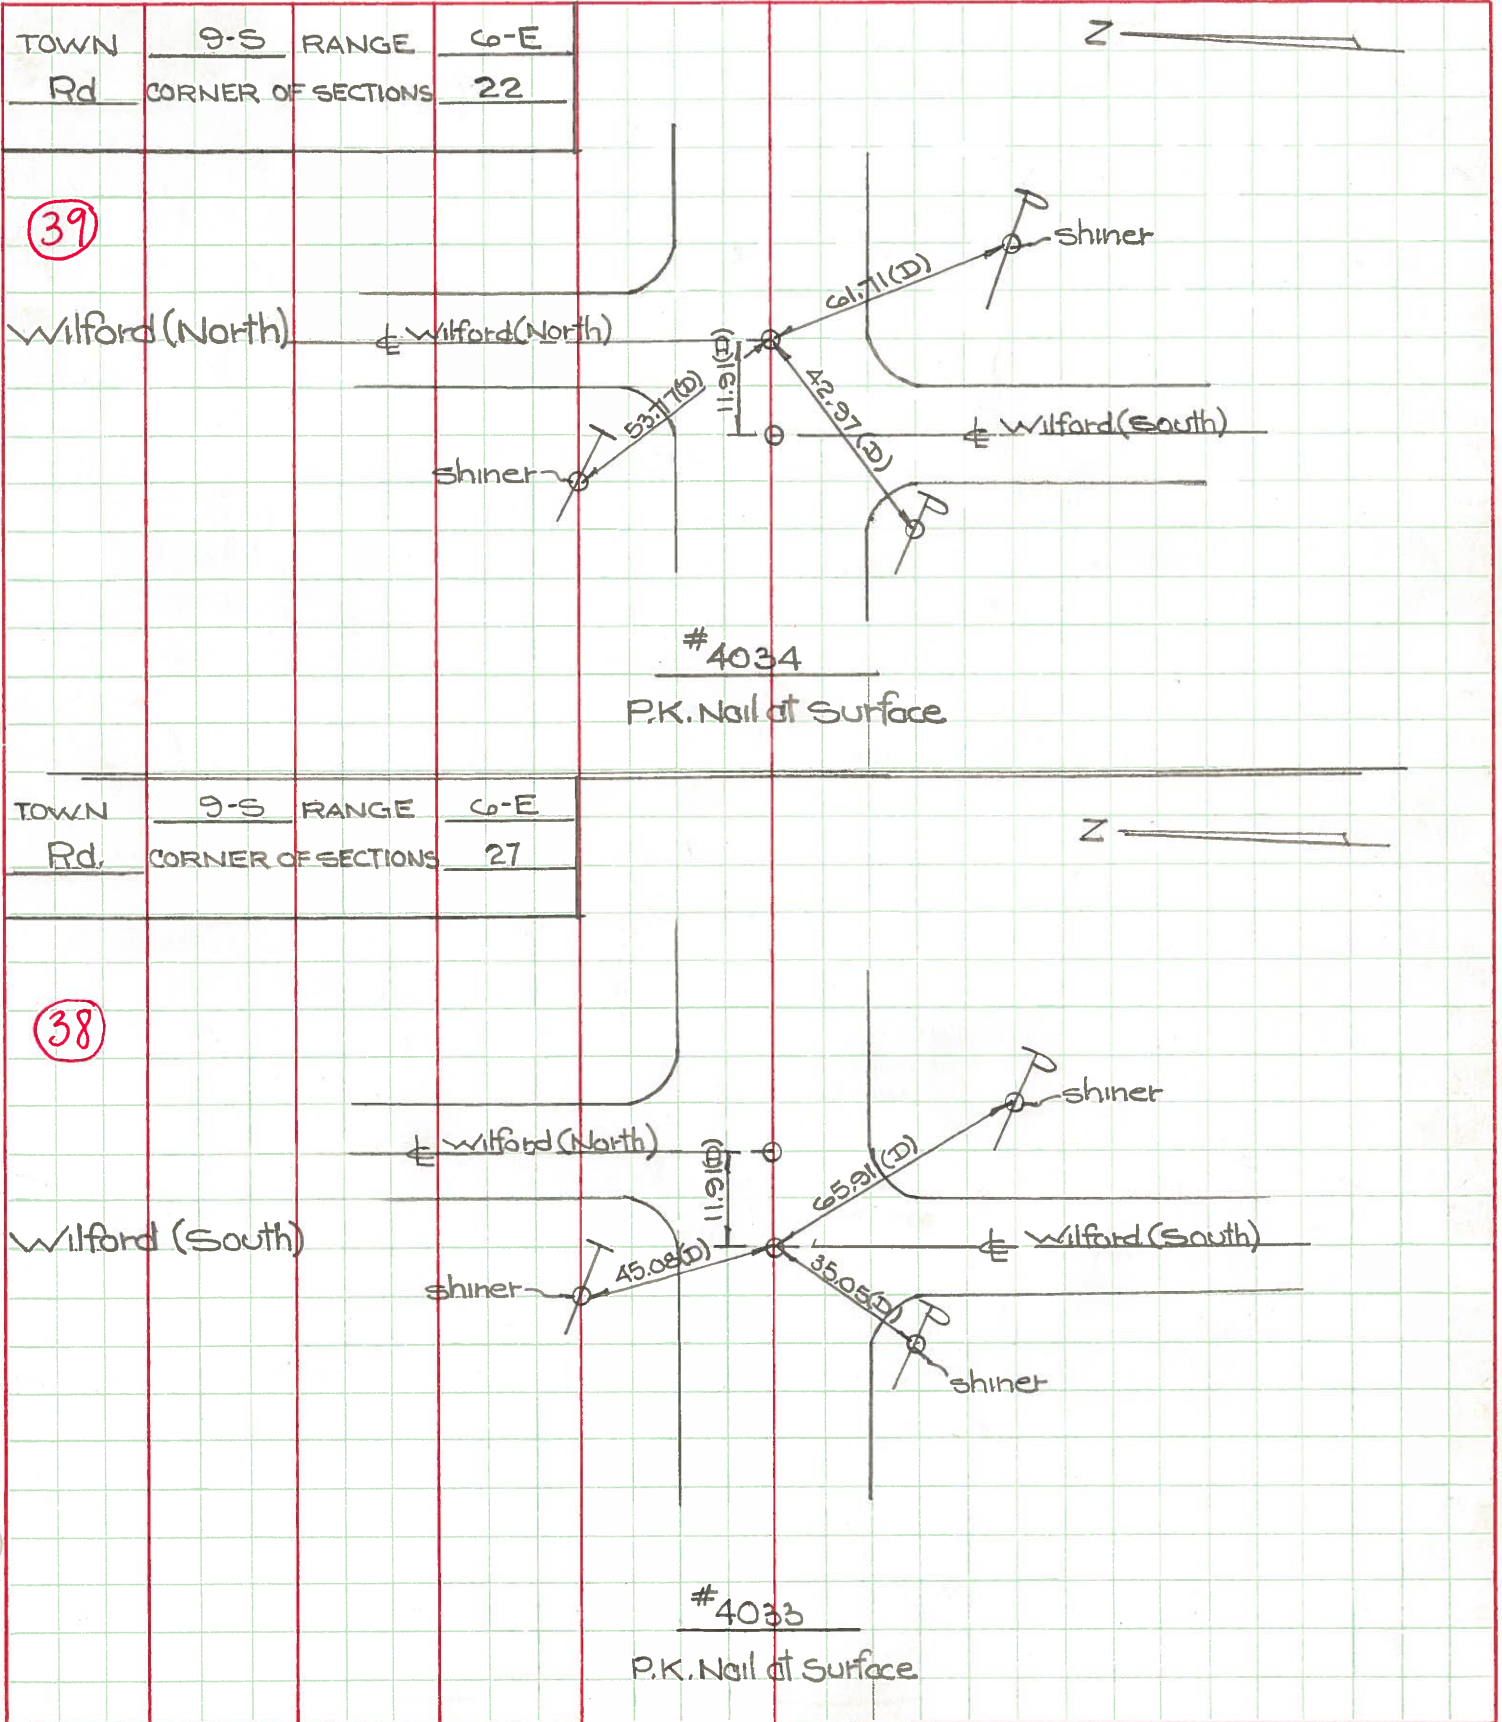 TOWN 9-S RANGE 6-E
Rd CORNER OF SECTIONS 22
Z
39
shiner
61.71(D)
Wilford (North)
℄ Wilford (North)
11.91(D)
53.77(D)
42.97(D)
℄ Wilford (South)
shiner
#4034
P.K. Nail at Surface
TOWN 9-S RANGE 6-E
Rd. CORNER OF SECTIONS 27
Z
38
shiner
℄ Wilford (North)
11.91(D)
65.91(D)
Wilford (South)
℄ Wilford (South)
45.08(D)
35.05(D)
shiner
shiner
#4033
P.K. Nail at Surface